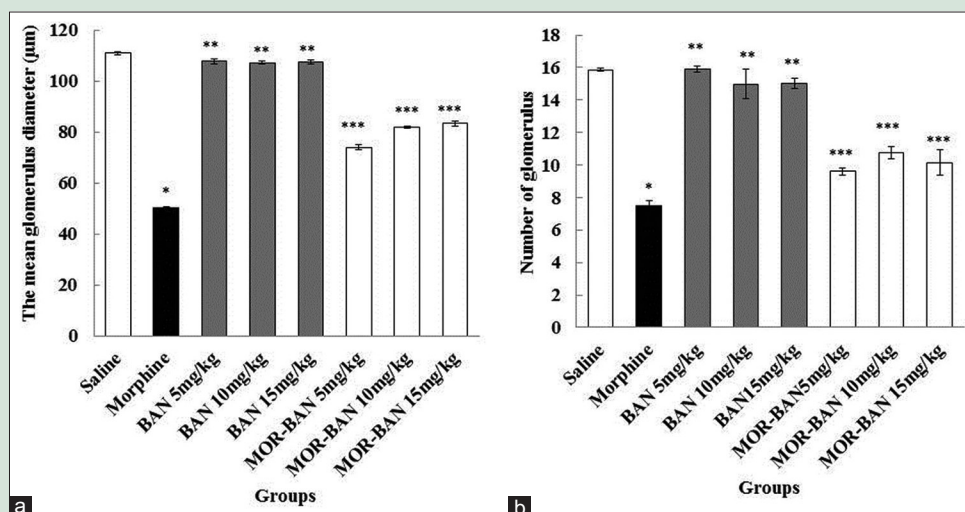 The mean glomerulus diameter (µm)
120
100
80
60
40
20
0
*
**
**
**
***
***
***
Saline
Morphine
BAN 5mg/kg
BAN 10mg/kg
BAN 15mg/kg
MOR-BAN 5mg/kg
MOR-BAN 10mg/kg
MOR-BAN 15mg/kg
Groups
a
Number of glomerulus
18
16
14
12
10
8
6
4
2
0
*
**
**
**
***
***
***
Saline
Morphine
BAN 5mg/kg
BAN 10mg/kg
BAN15mg/kg
MOR-BAN5mg/kg
MOR-BAN 10mg/kg
MOR-BAN 15mg/kg
Groups
b